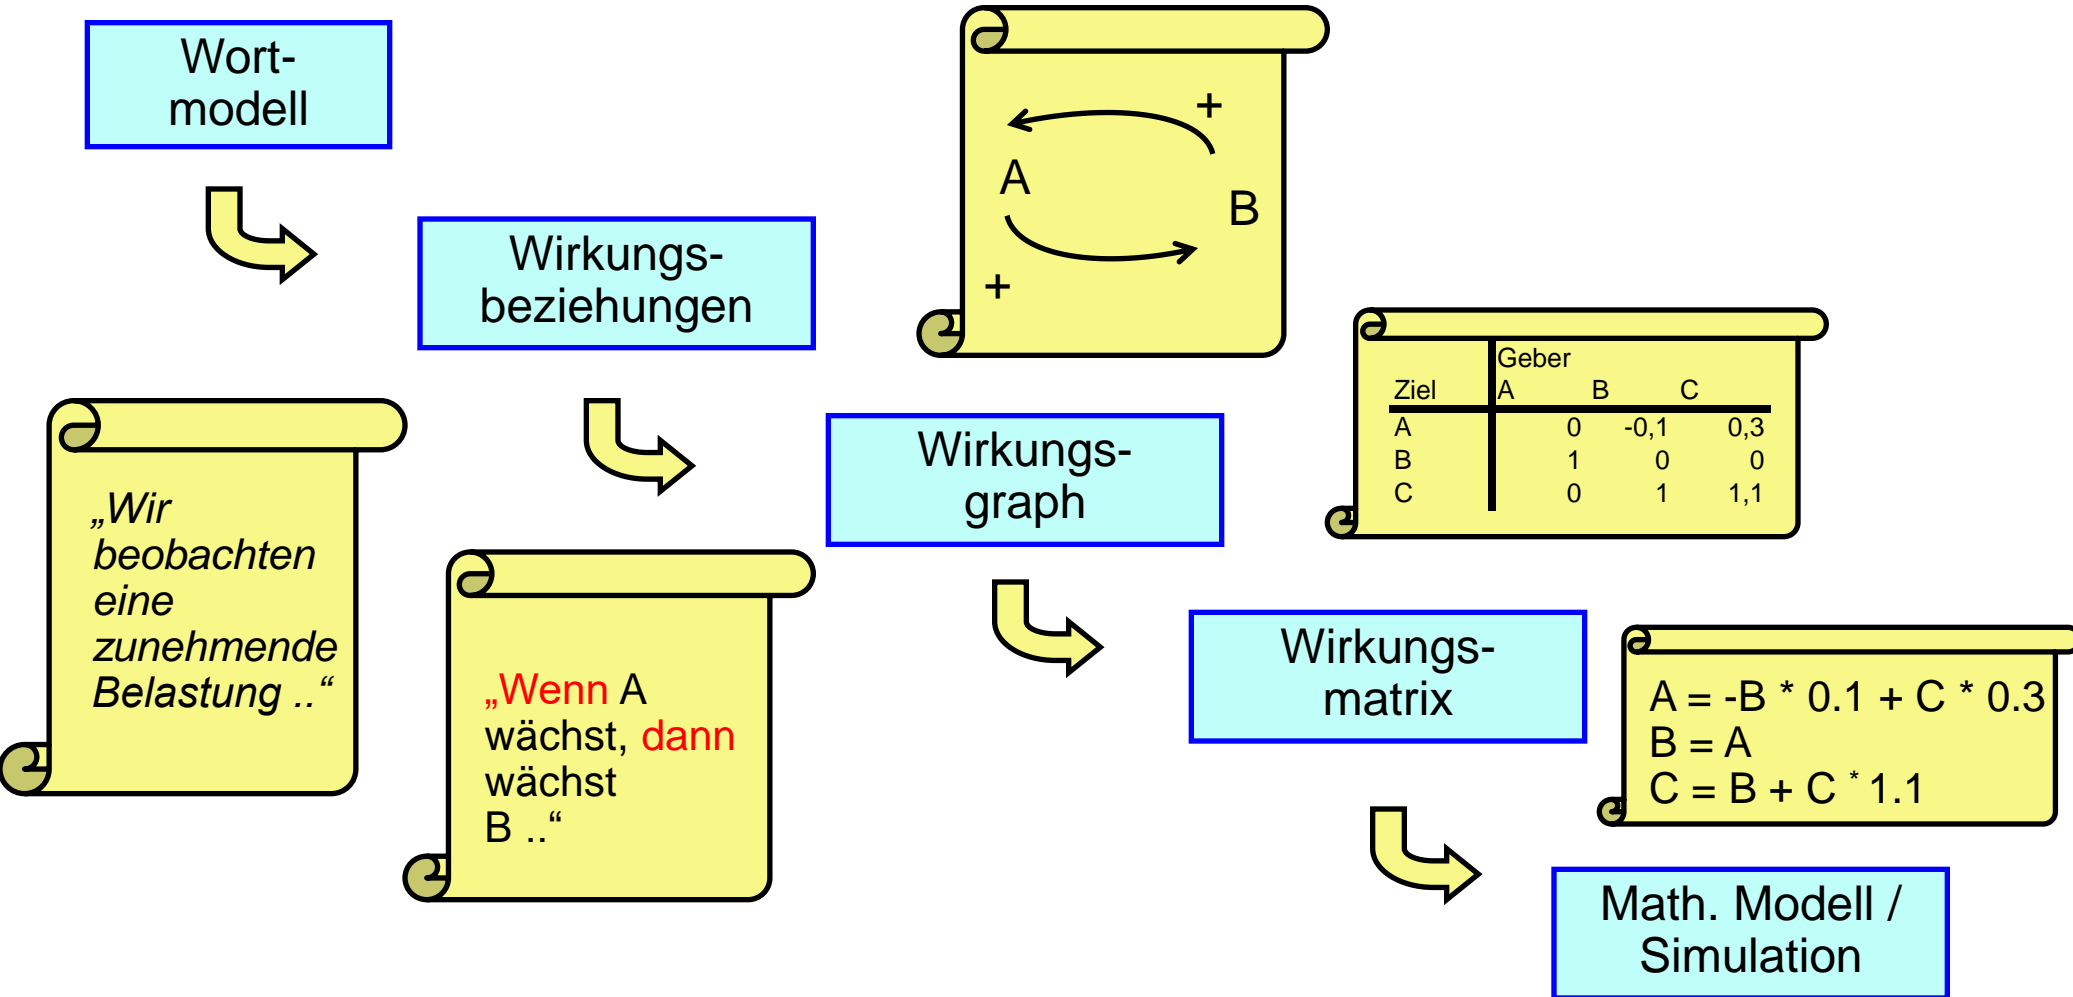 Wort-
modell
Wirkungs-
beziehungen
„Wir
beobachten
eine
zunehmende
Belastung ..“
„Wenn A
wächst, dann
wächst
B ..“
+
A
B
+
Wirkungs-
graph
Geber
Ziel A B C
A 0 -0,1 0,3
B 1 0 0
C 0 1 1,1
Wirkungs-
matrix
A = -B * 0.1 + C * 0.3
B = A
C = B + C * 1.1
Math. Modell /
Simulation